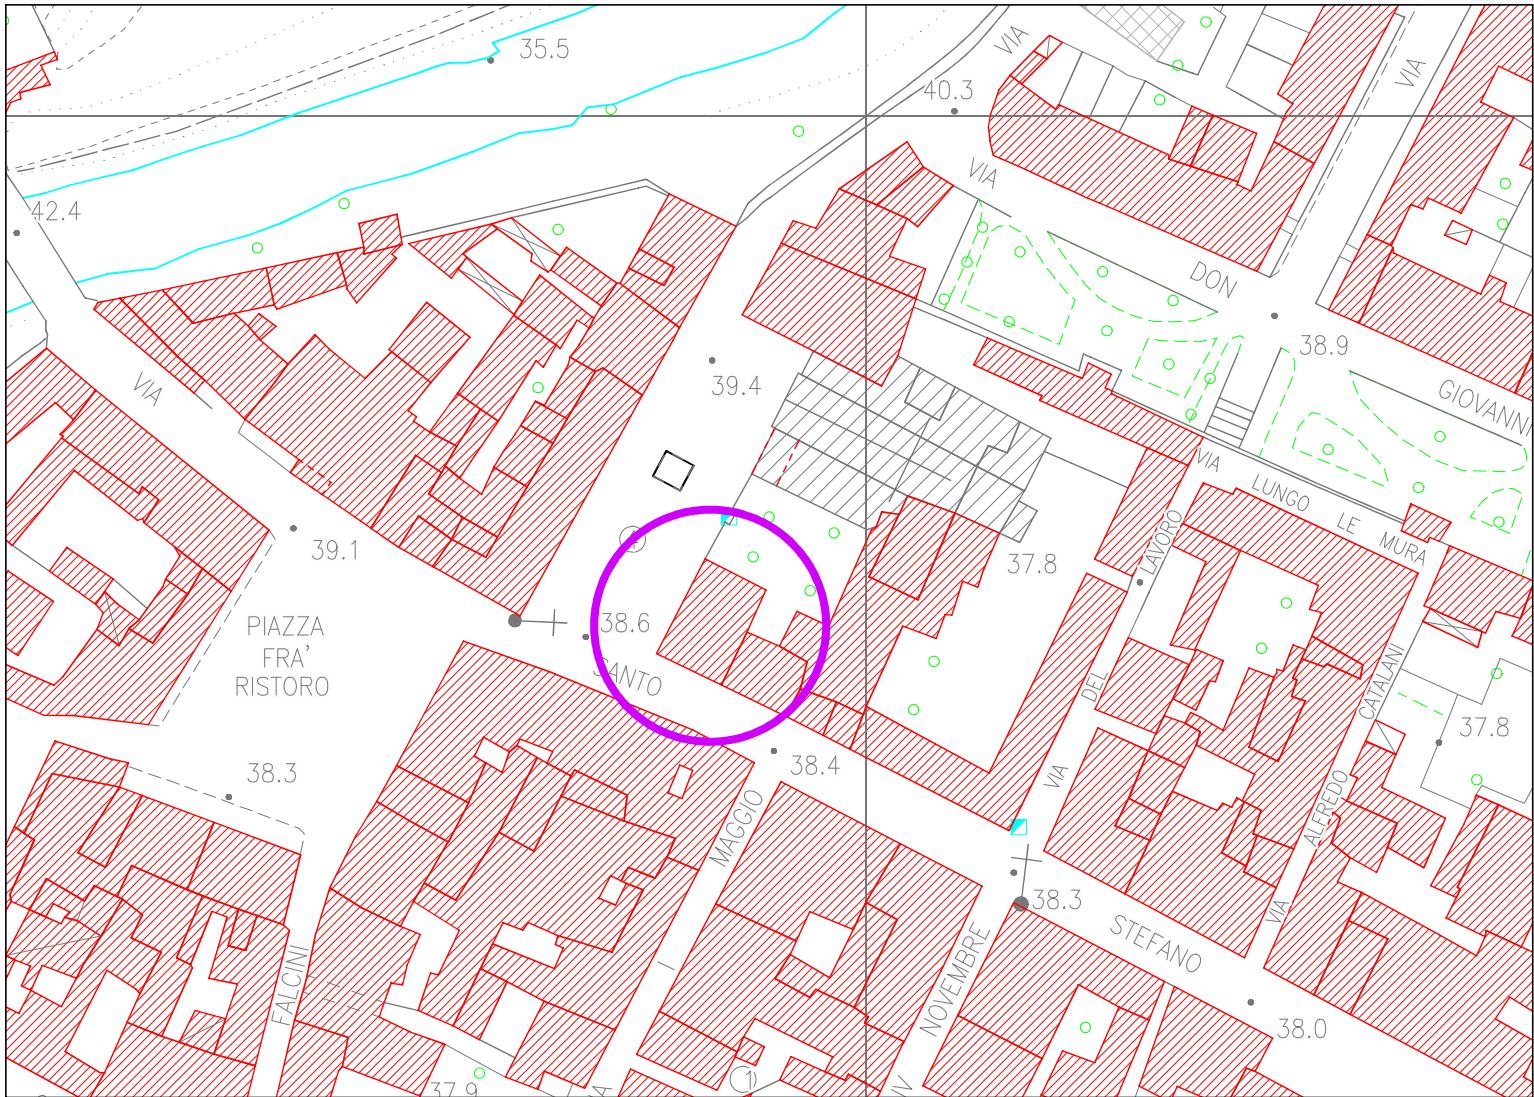 35.5
VIA
40.3
VIA
VIA
42.4
DON
38.9
VIA
39.4
GIOVANNI
VIA
LUNGO
LE
MURA
4
39.1
LAVORO
37.8
38.6
PIAZZA
FRA'
RISTORO
SANTO
DEL
CATALANI
37.8
38.4
38.3
VIA
MAGGIO
ALFREDO
38.3
VIA
STEFANO
NOVEMBRE
FALCINI
38.0
1
37.9
IV
A